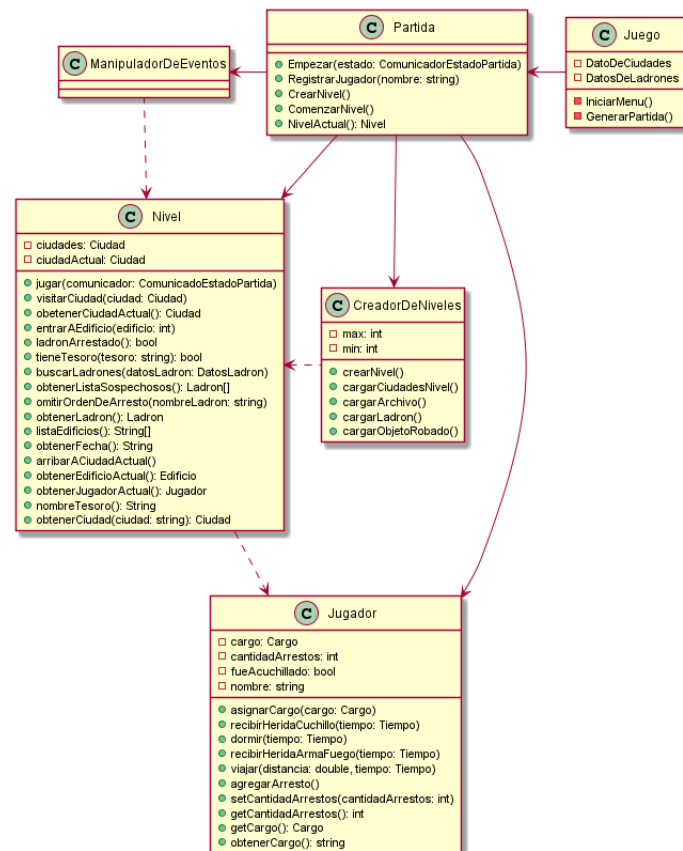 C Partida
Empezar(estado: ComunicadorEstadoPartida)
RegistrarJugador(nombre: string)
CrearNivel()
ComenzarNivel()
NivelActual(): Nivel
C Juego
DatoDeCiudades
DatosDeLadrones
IniciarMenu()
GenerarPartida()
C ManipuladorDeEventos
C Nivel
ciudades: Ciudad
ciudadActual: Ciudad
jugar(comunicador: ComunicadoEstadoPartida)
visitarCiudad(ciudad: Ciudad)
obetenerCiudadActual(): Ciudad
entrarAEdificio(edificio: int)
ladronArrestado(): bool
tieneTesoro(tesoro: string): bool
buscarLadrones(datosLadron: DatosLadron)
obtenerListaSospechosos(): Ladron[]
omitirOrdenDeArresto(nombreLadron: string)
obtenerLadron(): Ladron
listaEdificios(): String[]
obtenerFecha(): String
arribarACiudadActual()
obtenerEdificioActual(): Edificio
obtenerJugadorActual(): Jugador
nombreTesoro(): String
obtenerCiudad(ciudad: string): Ciudad
C CreadorDeNiveles
max: int
min: int
crearNivel()
cargarCiudadesNivel()
cargarArchivo()
cargarLadron()
cargarObjetoRobado()
C Jugador
cargo: Cargo
cantidadArrestos: int
fueAcuchillado: bool
nombre: string
asignarCargo(cargo: Cargo)
recibirHeridaCuchillo(tiempo: Tiempo)
dormir(tiempo: Tiempo)
recibirHeridaArmaFuego(tiempo: Tiempo)
viajar(distancia: double, tiempo: Tiempo)
agregarArresto()
setCantidadArrestos(cantidadArrestos: int)
getCantidadArrestos(): int
getCargo(): Cargo
obtenerCargo(): string